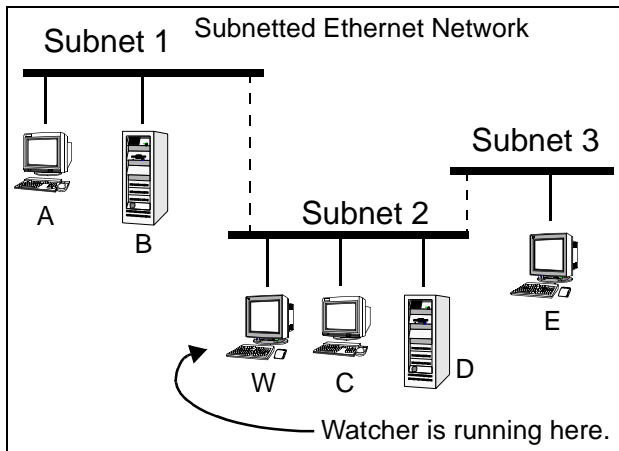 Subnetted Ethernet Network
Subnet 1
A
B
Subnet 3
E
Subnet 2
W
C
D
Watcher is running here.